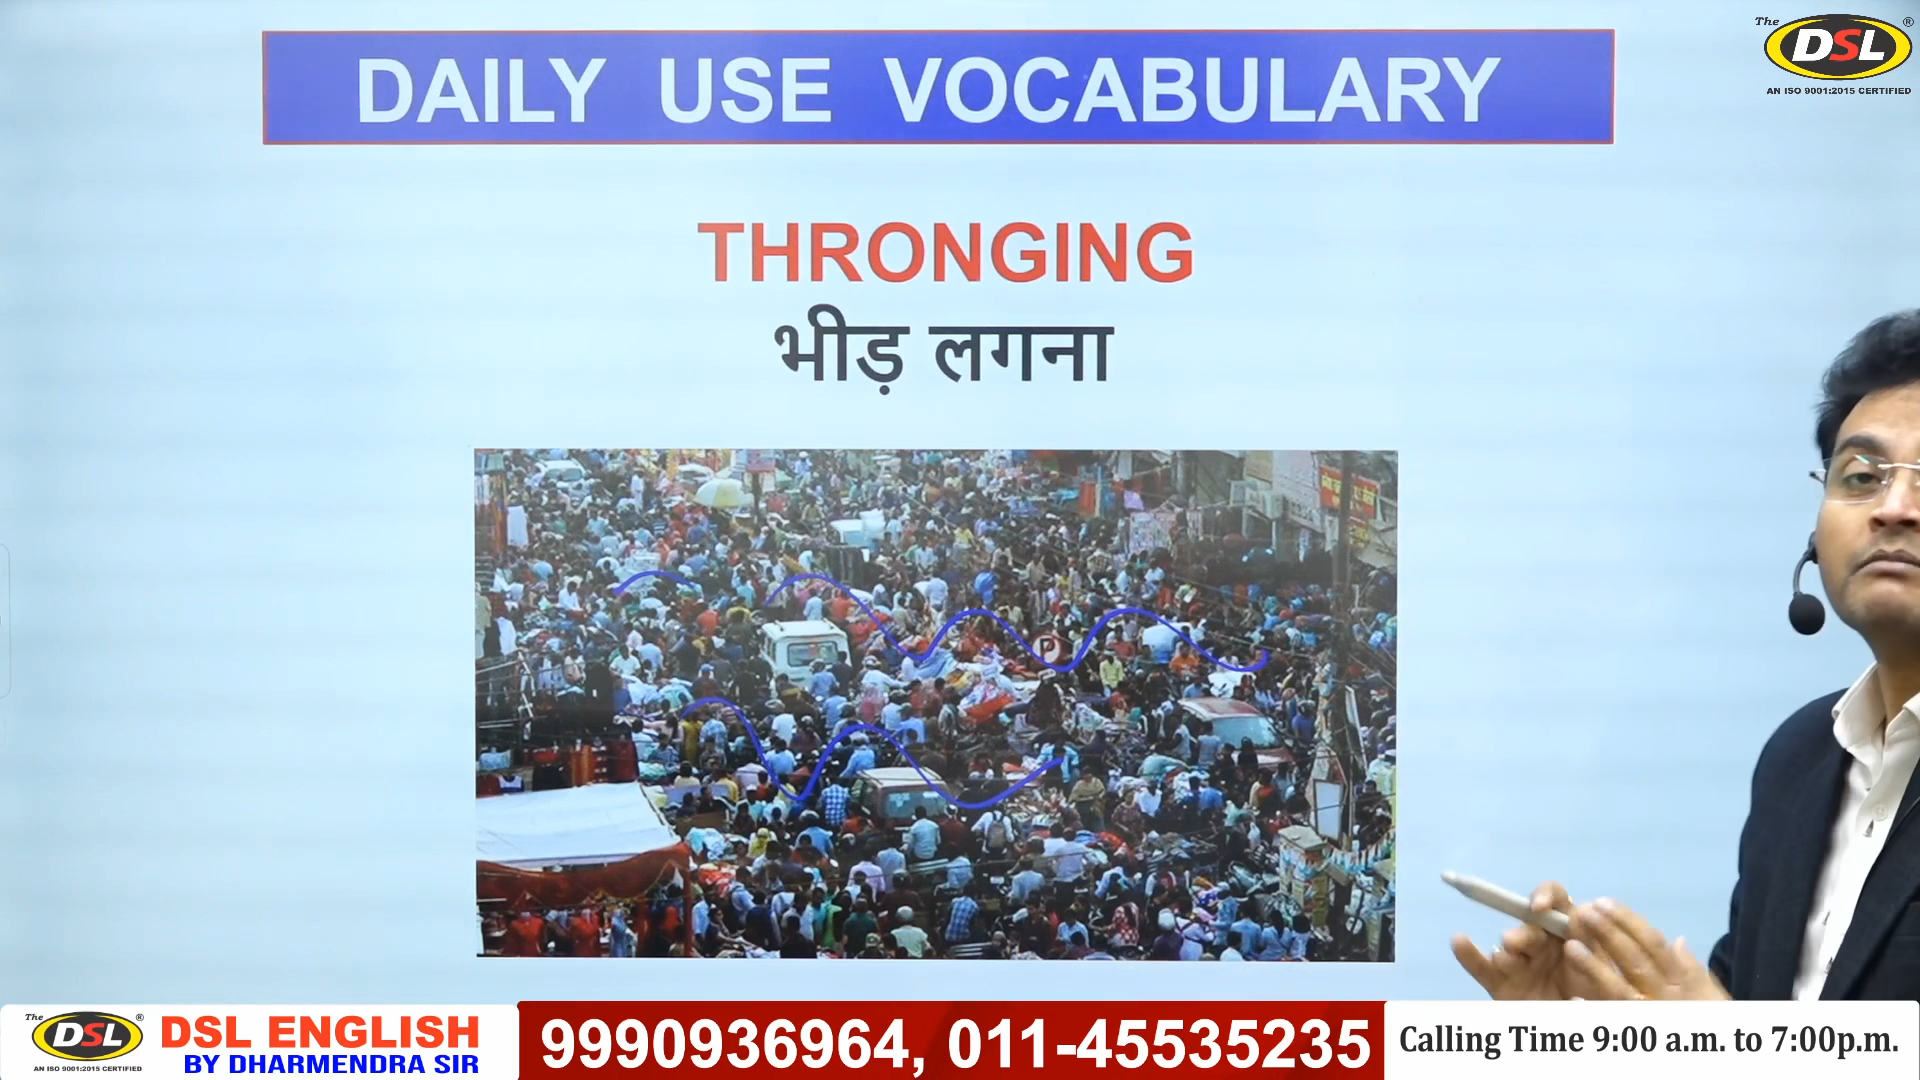 DAILY USE VOCABULARY
The DSL ®
AN ISO 9001:2015 CERTIFIED
THRONGING
भीड़ लगना
P
The DSL ®
AN ISO 9001:2015 CERTIFIED
DSL ENGLISH
BY DHARMENDRA SIR
9990936964, 011-45535235
Calling Time 9:00 a.m. to 7:00p.m.